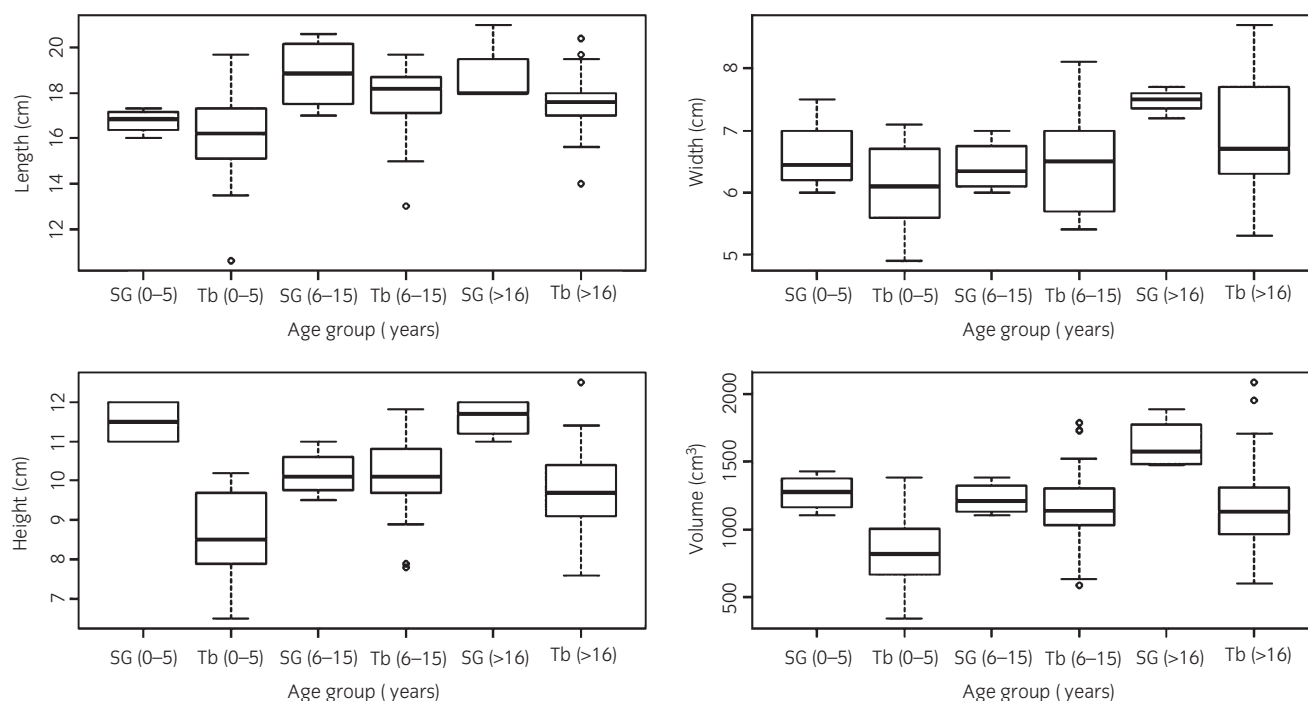 Length (cm)
20
18
16
14
12
SG (0–5) Tb (0–5) SG (6–15) Tb (6–15) SG (>16) Tb (>16)
Age group ( years)
Width (cm)
8
7
6
5
SG (0–5) Tb (0–5) SG (6–15) Tb (6–15) SG (>16) Tb (>16)
Age group ( years)
Height (cm)
12
11
10
9
8
7
SG (0–5) Tb (0–5) SG (6–15) Tb (6–15) SG (>16) Tb (>16)
Age group ( years)
Volume (cm³)
2000
1500
1000
500
SG (0–5) Tb (0–5) SG (6–15) Tb (6–15) SG (>16) Tb (>16)
Age group ( years)